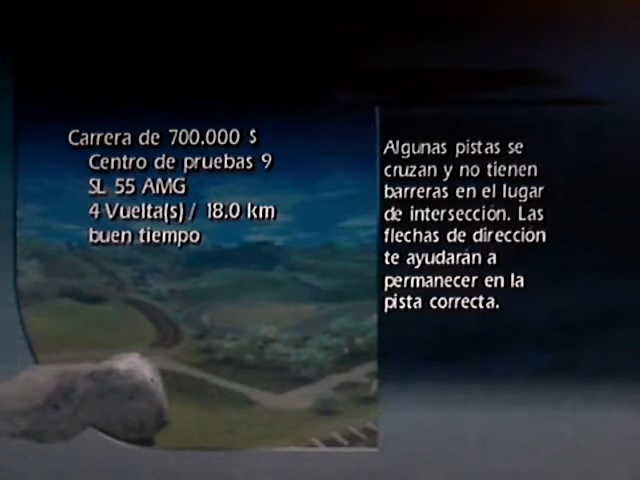 Carrera de 700.000 $
Centro de pruebas 9
SL 55 AMG
4 Vuelta(s) / 18.0 km
buen tiempo
Algunas pistas se
cruzan y no tienen
barreras en el lugar
de intersección. Las
flechas de dirección
te ayudarán a
permanecer en la
pista correcta.